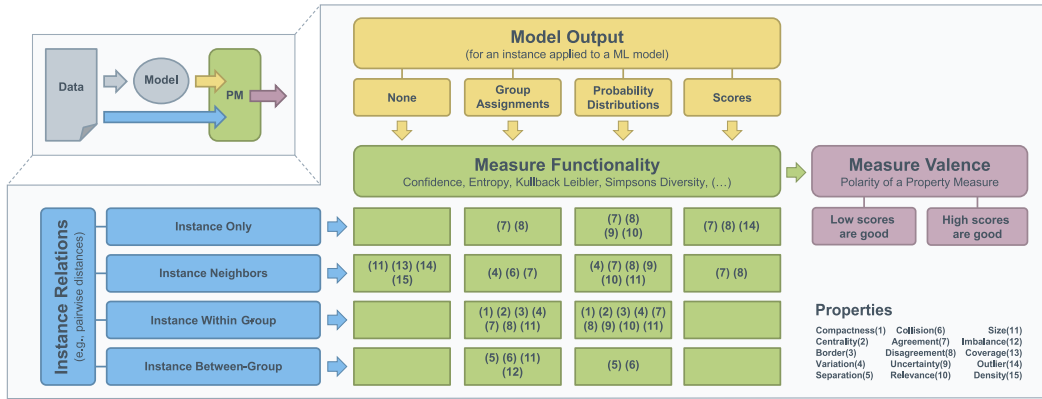 Data
Model
PM
Model Output
(for an instance applied to a ML model)
None
Group
Assignments
Probability
Distributions
Scores
Measure Functionality
Confidence, Entropy, Kullback Leibler, Simpsons Diversity, (…)
Measure Valence
Polarity of a Property Measure
Low scores
are good
High scores
are good
Instance Relations
(e.g., pairwise distances)
Instance Only
(7) (8)
(7) (8)
(9) (10)
(7) (8) (14)
Instance Neighbors
(11) (13) (14)
(15)
(4) (6) (7)
(4) (7) (8) (9)
(10) (11)
(7) (8)
Instance Within Group
(1) (2) (3) (4)
(7) (8) (11)
(1) (2) (3) (4) (7)
(8) (9) (10) (11)
Instance Between-Group
(5) (6) (11)
(12)
(5) (6)
Properties
Compactness(1) Collision(6) Size(11)
Centrality(2) Agreement(7) Imbalance(12)
Border(3) Disagreement(8) Coverage(13)
Variation(4) Uncertainty(9) Outlier(14)
Separation(5) Relevance(10) Density(15)